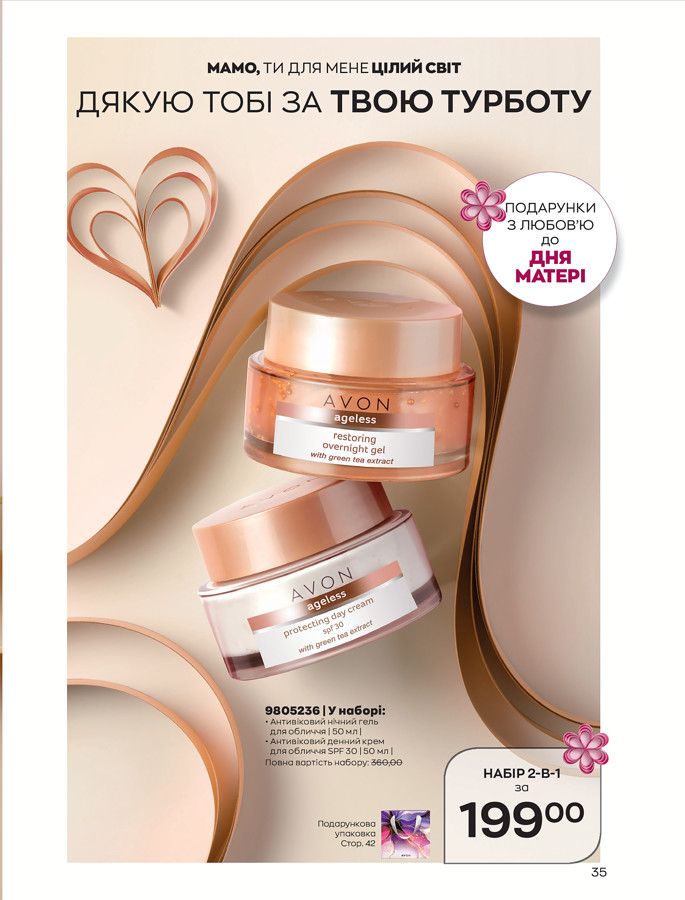 МАМО, ТИ ДЛЯ МЕНЕ ЦІЛИЙ СВІТ
ДЯКУЮ ТОБІ ЗА ТВОЮ ТУРБОТУ
ПОДАРУНКИ
З ЛЮБОВ'Ю
ДО
ДНЯ
МАТЕРІ
AVON
ageless
restoring
overnight gel
with green tea extract
AVON
ageless
protecting day cream
spf 30
with green tea extract
9805236 | У наборі:
• Антивіковий нічний гель
для обличчя | 50 мл |
• Антивіковий денний крем
для обличчя SPF 30 | 50 мл |
Повна вартість набору: 360,00
НАБІР 2-В-1
за
199⁰⁰
Подарункова
упаковка
Стор. 42
AVON
35